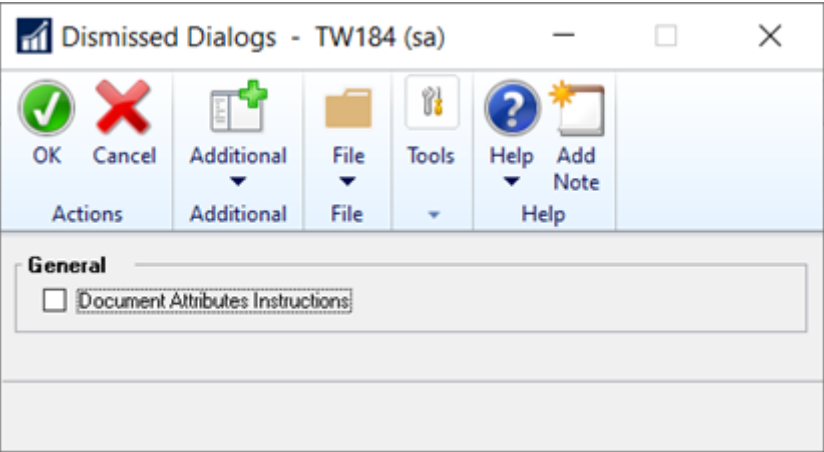 Dismissed Dialogs - TW184 (sa)
OK Cancel Additional File Tools Help Add Note
Actions Additional File Help
General
Document Attributes Instructions